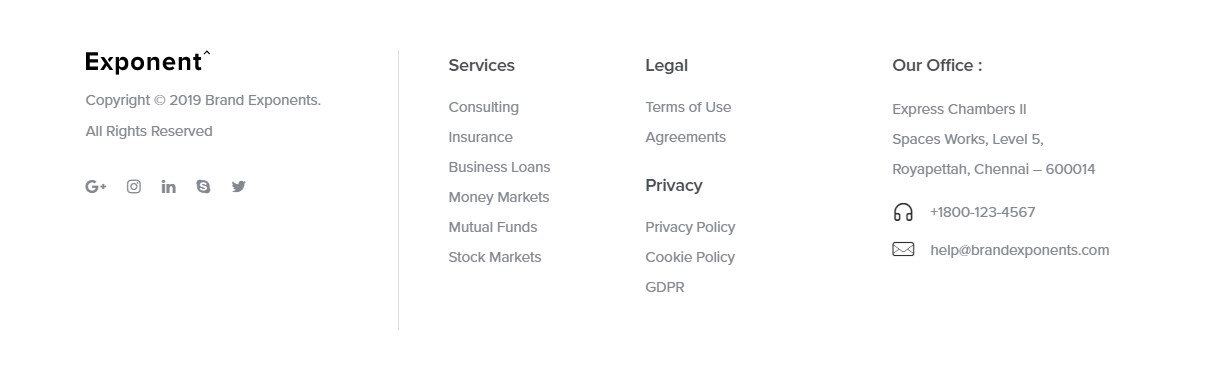 Exponent^
Copyright © 2019 Brand Exponents.
All Rights Reserved
Services
Consulting
Insurance
Business Loans
Money Markets
Mutual Funds
Stock Markets
Legal
Terms of Use
Agreements
Privacy
Privacy Policy
Cookie Policy
GDPR
Our Office :
Express Chambers II
Spaces Works, Level 5,
Royapettah, Chennai – 600014
+1800-123-4567
help@brandexponents.com